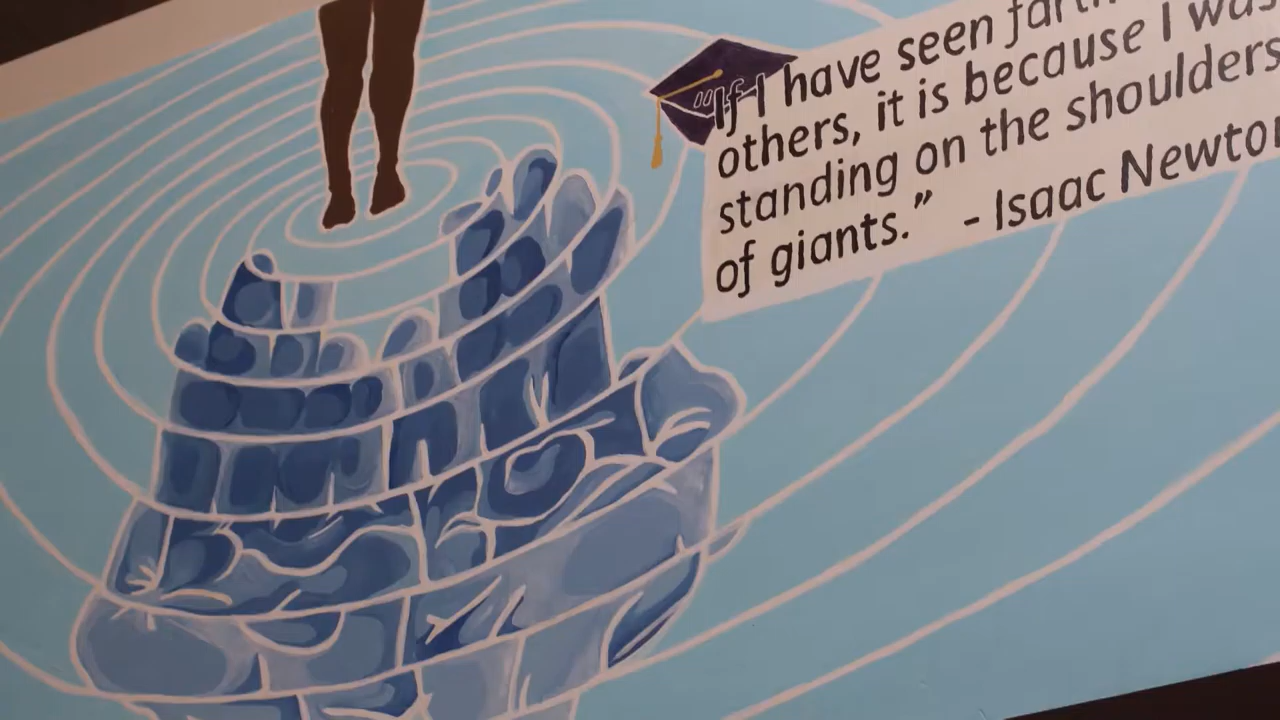 "If I have seen
others, it is because I was
standing on the shoulders
of giants." - Isaac Newton